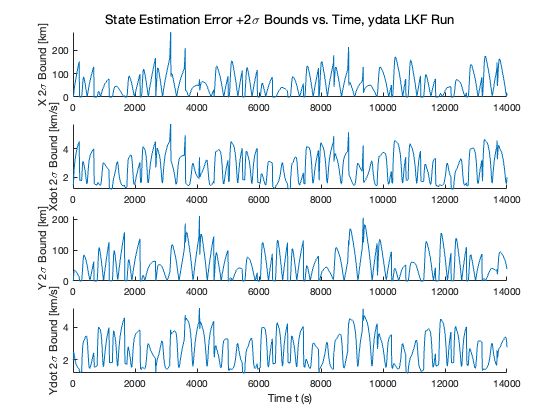 State Estimation Error +2σ Bounds vs. Time, ydata LKF Run
X 2σ Bound [km]
200
100
0
0 2000 4000 6000 8000 10000 12000 14000
Xdot 2σ Bound [km/s]
4
2
0 2000 4000 6000 8000 10000 12000 14000
Y 2σ Bound [km]
200
100
0
0 2000 4000 6000 8000 10000 12000 14000
Ydot 2σ Bound [km/s]
4
2
0 2000 4000 6000 8000 10000 12000 14000
Time t (s)